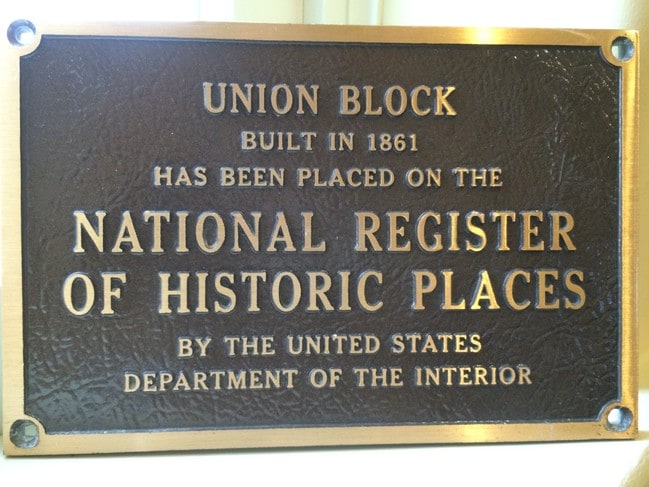 UNION BLOCK
BUILT IN 1861
HAS BEEN PLACED ON THE
NATIONAL REGISTER
OF HISTORIC PLACES
BY THE UNITED STATES
DEPARTMENT OF THE INTERIOR